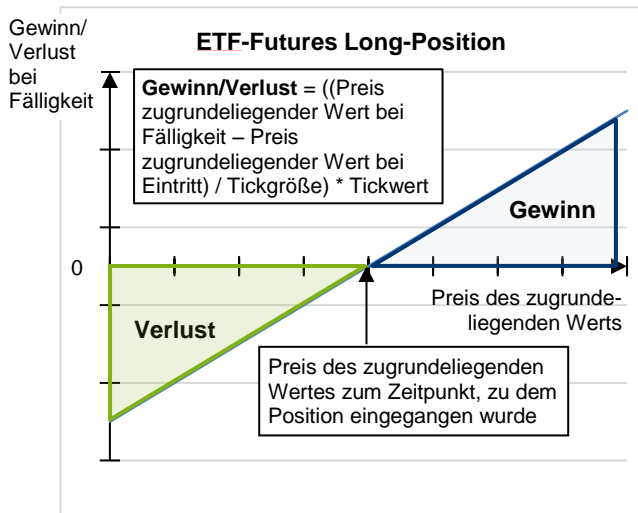 Gewinn/
Verlust
bei
Fälligkeit
ETF-Futures Long-Position
Gewinn/Verlust = ((Preis
zugrundeliegender Wert bei
Fälligkeit – Preis
zugrundeliegender Wert bei
Eintritt) / Tickgröße) * Tickwert
Gewinn
0
Preis des zugrunde-
liegenden Werts
Verlust
Preis des zugrundeliegenden
Wertes zum Zeitpunkt, zu dem
Position eingegangen wurde